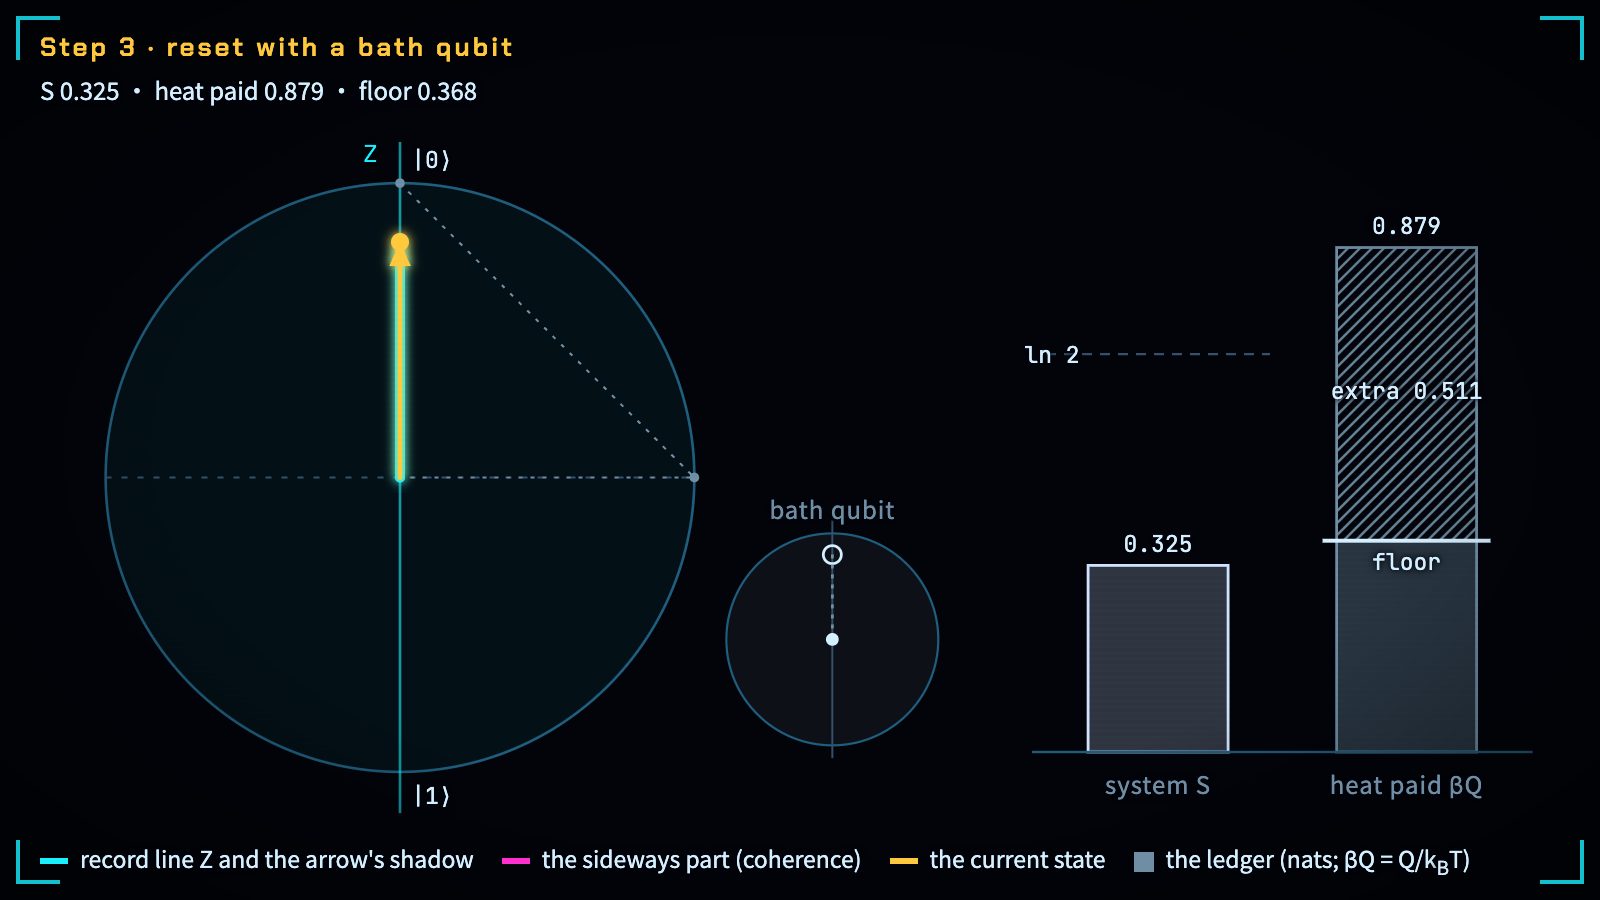 Step 3 · reset with a bath qubit
S 0.325 • heat paid 0.879 • floor 0.368
Z
|0⟩
0.879
ln 2
extra 0.511
bath qubit
0.325
floor
system S
heat paid βQ
|1⟩
record line Z and the arrow's shadow
the sideways part (coherence)
the current state
the ledger (nats; βQ = Q/k_BT)